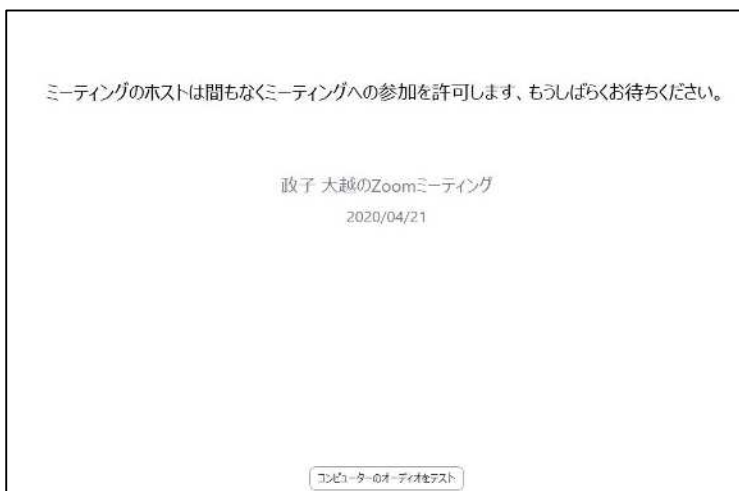 ミーティングのホストは間もなくミーティングへの参加を許可します、もうしばらくお待ちください。
政子 大越のZoomミーティング
2020/04/21
コンピューターのオーディオをテスト